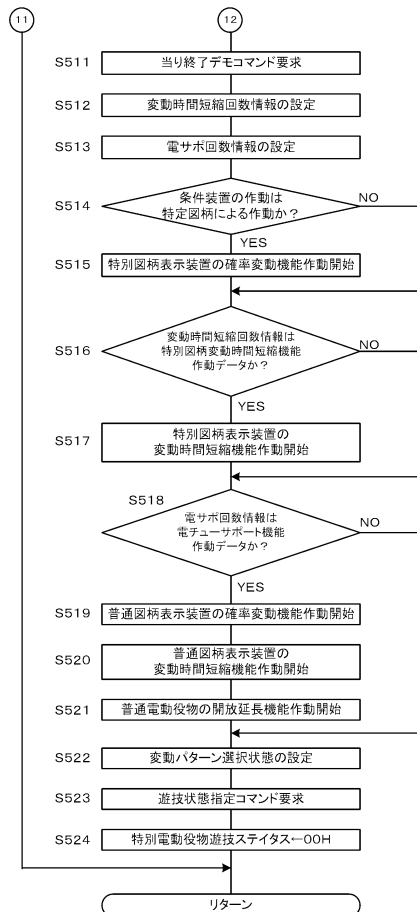 11
12
S511
当り終了デモコマンド要求
S512
変動時間短縮回数情報の設定
S513
電サポ回数情報の設定
S514
条件装置の作動は
特定図柄による作動か?
NO
YES
S515
特別図柄表示装置の確率変動機能作動開始
S516
変動時間短縮回数情報は
特別図柄変動時間短縮機能
作動データか?
NO
YES
S517
特別図柄表示装置の
変動時間短縮機能作動開始
S518
電サポ回数情報は
電チューサポート機能
作動データか?
NO
YES
S519
普通図柄表示装置の確率変動機能作動開始
S520
普通図柄表示装置の
変動時間短縮機能作動開始
S521
普通電動役物の開放延長機能作動開始
S522
変動パターン選択状態の設定
S523
遊技状態指定コマンド要求
S524
特別電動役物遊技ステイタス←00H
リターン